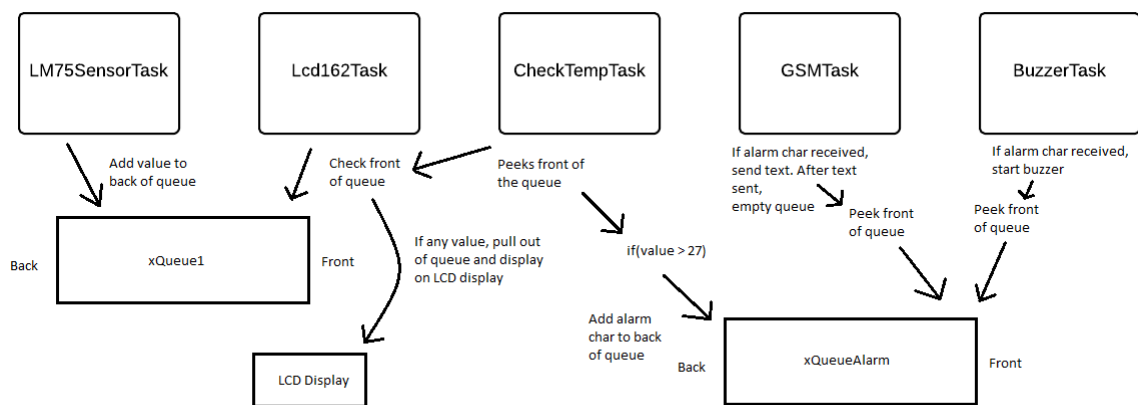 LM75SensorTask
Lcd162Task
CheckTempTask
GSMTask
BuzzerTask
Add value to
back of queue
Check front
of queue
Peeks front of
the queue
If alarm char received,
send text. After text
sent,
empty queue
If alarm char received,
start buzzer
Peek front
of queue
Peek front
of queue
Back
xQueue1
Front
If any value, pull out
of queue and display
on LCD display
if(value > 27)
Add alarm
char to back
of queue
Back
xQueueAlarm
Front
LCD Display